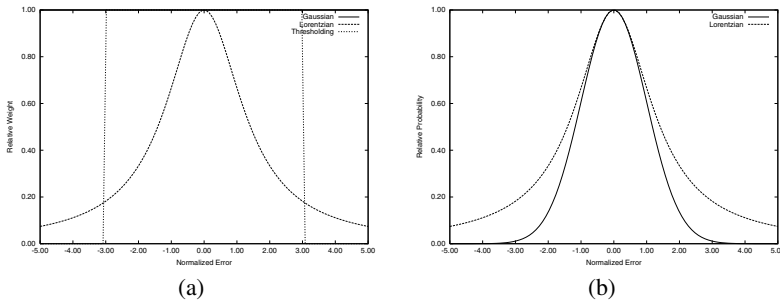 1.00
0.80
0.60
0.40
0.20
0.00
Relative Weight
-5.00 -4.00 -3.00 -2.00 -1.00 0.00 1.00 2.00 3.00 4.00 5.00
Normalized Error
Gaussian
Lorentzian
Thresholding
(a)
1.00
0.80
0.60
0.40
0.20
0.00
Relative Probability
-5.00 -4.00 -3.00 -2.00 -1.00 0.00 1.00 2.00 3.00 4.00 5.0
Normalized Error
Gaussian
Lorentzian
(b)